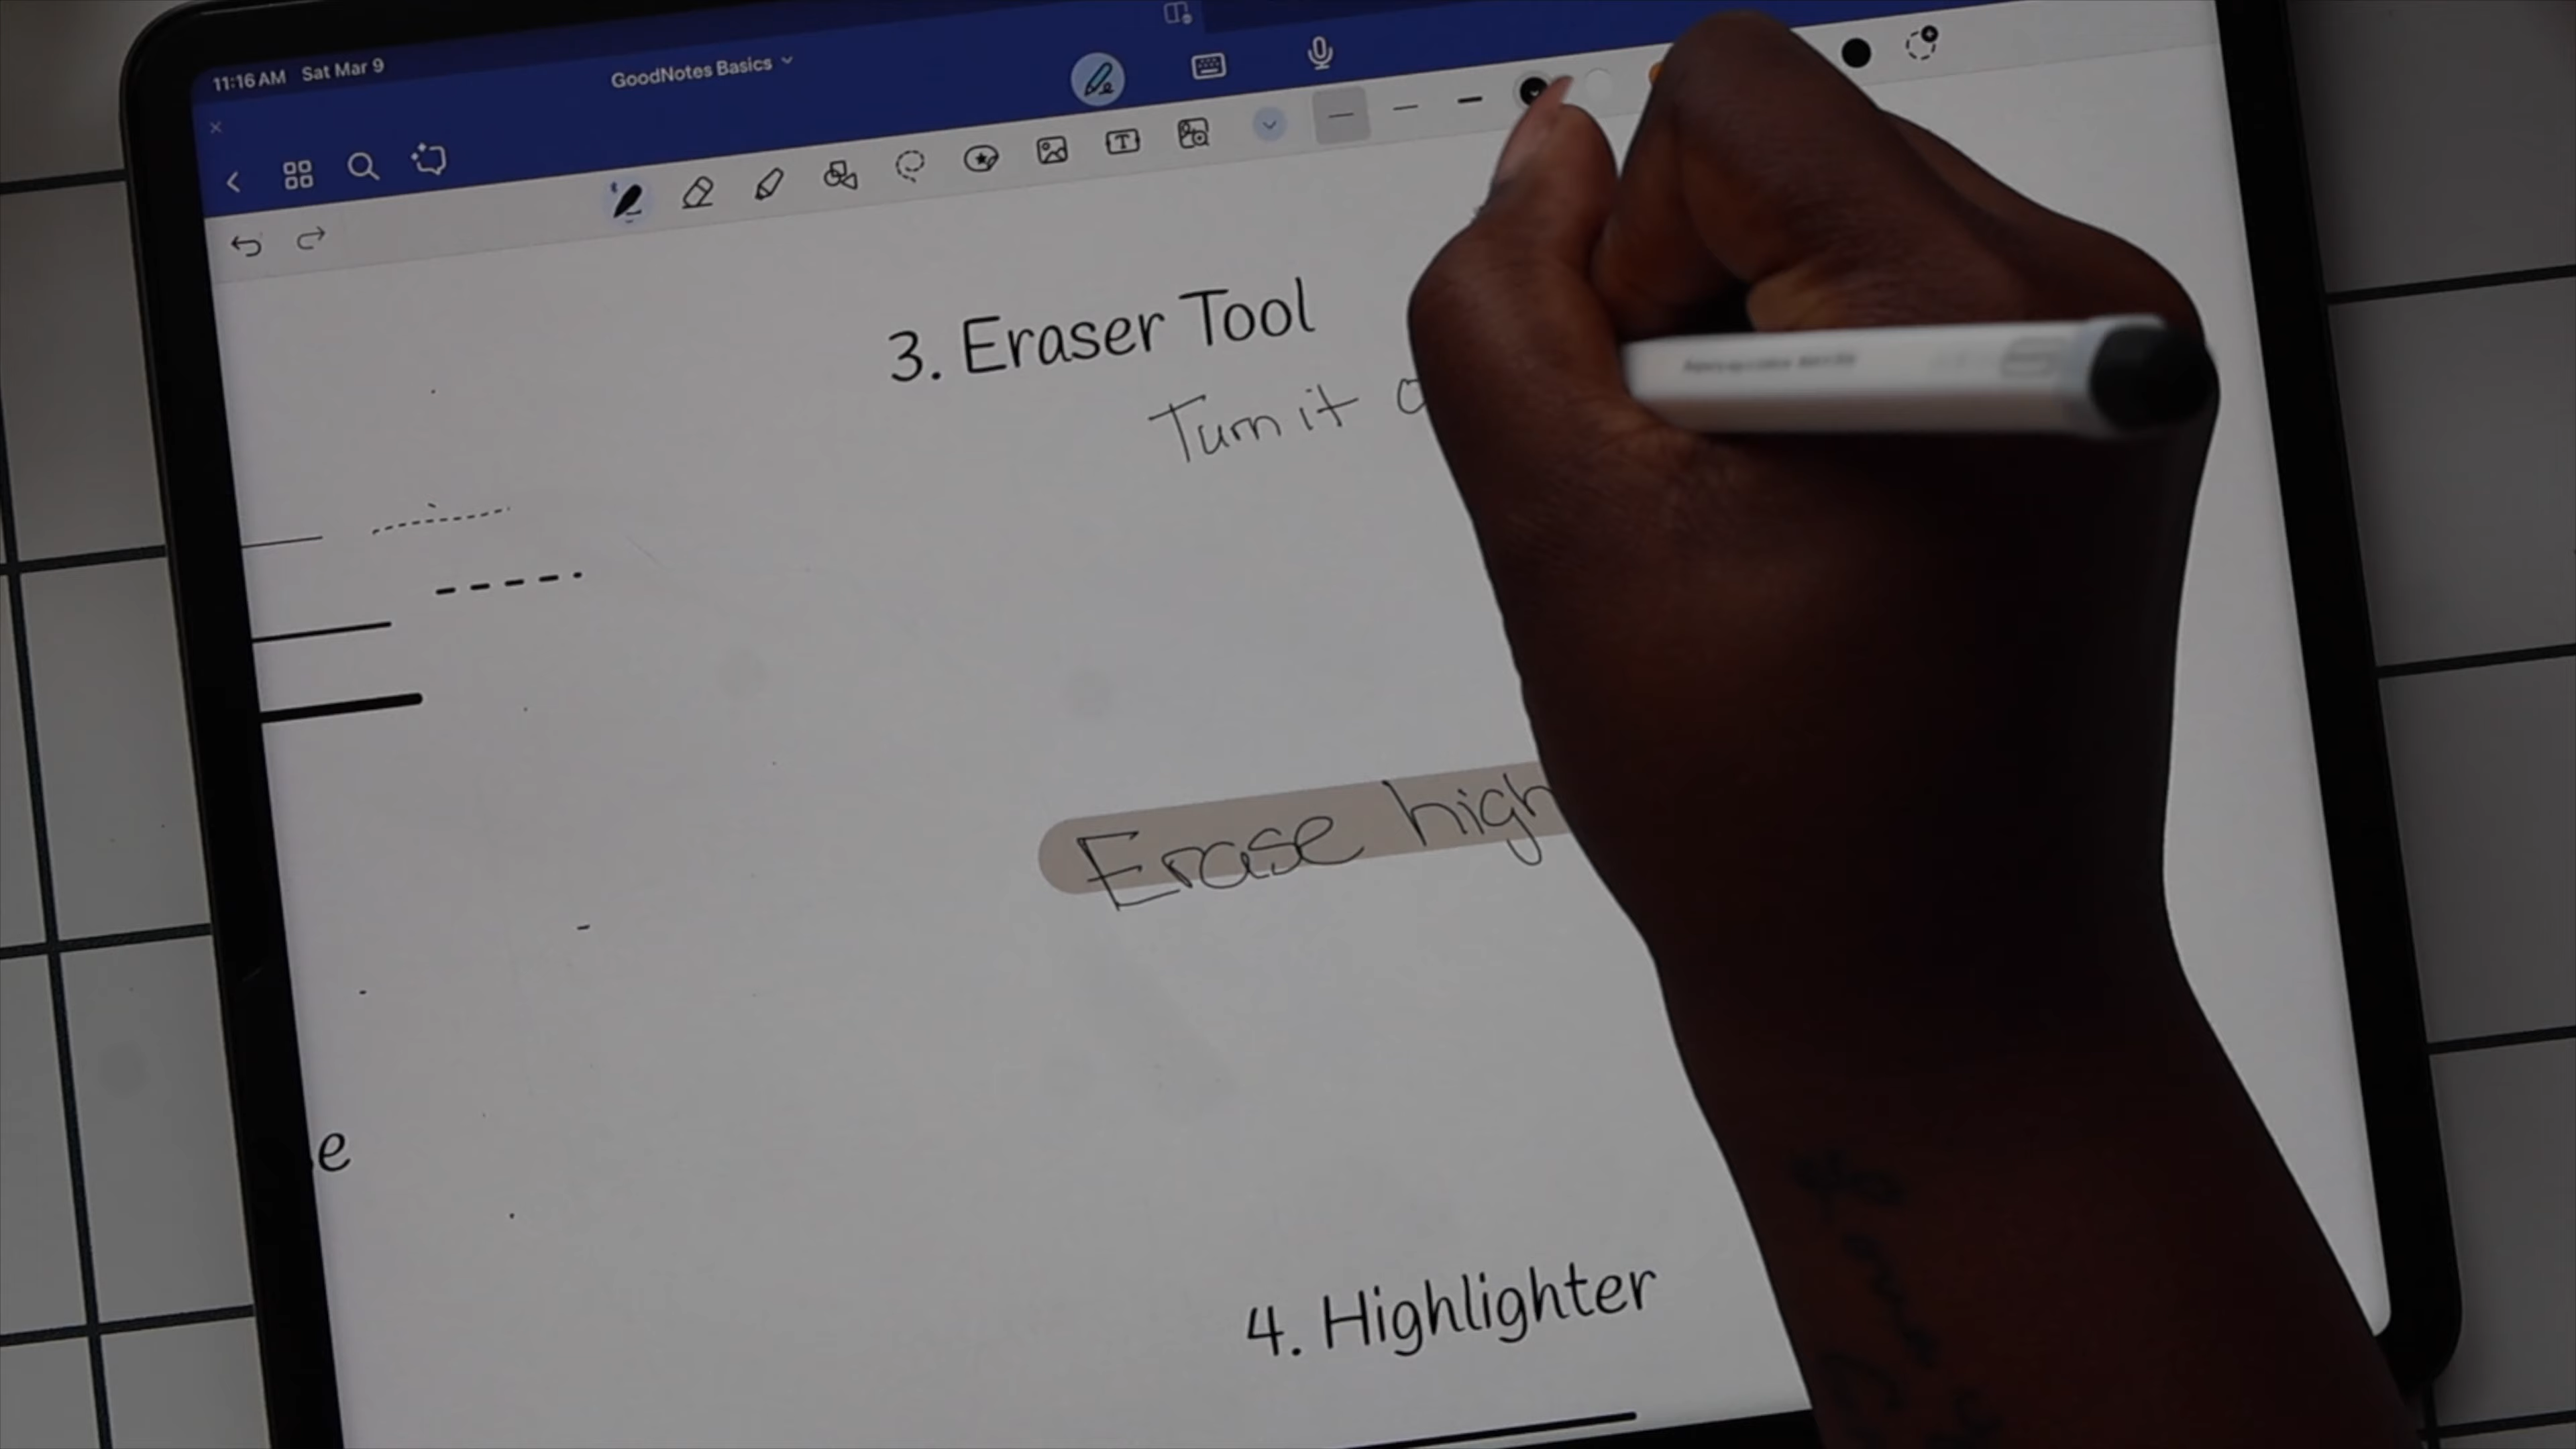 11:16 AM Sat Mar 9
GoodNotes Basics
3. Eraser Tool
Turn it
Erase high
e
4. Highlighter